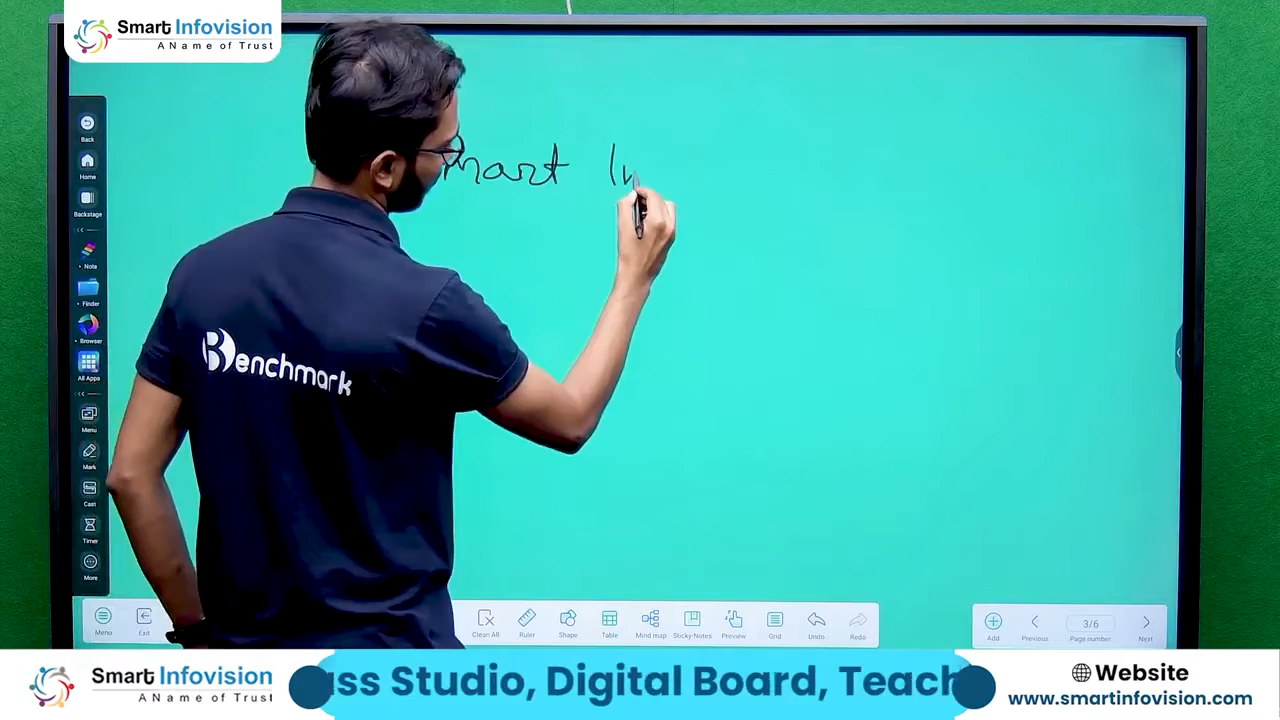 Smart Infovision
A Name of Trust
mart In
Benchmark
Back
Home
Backstage
Note
Finder
Browser
All Apps
Menu
Mark
Cast
Timer
More
Menu
Exit
Clean All
Ruler
Shape
Table
Mind map
Sticky Notes
Preview
Grid
Undo
Redo
Add
Previous
3/6
Page number
Next
Smart Infovision
A Name of Trust
ass Studio, Digital Board, Teach
Website
www.smartinfovision.com